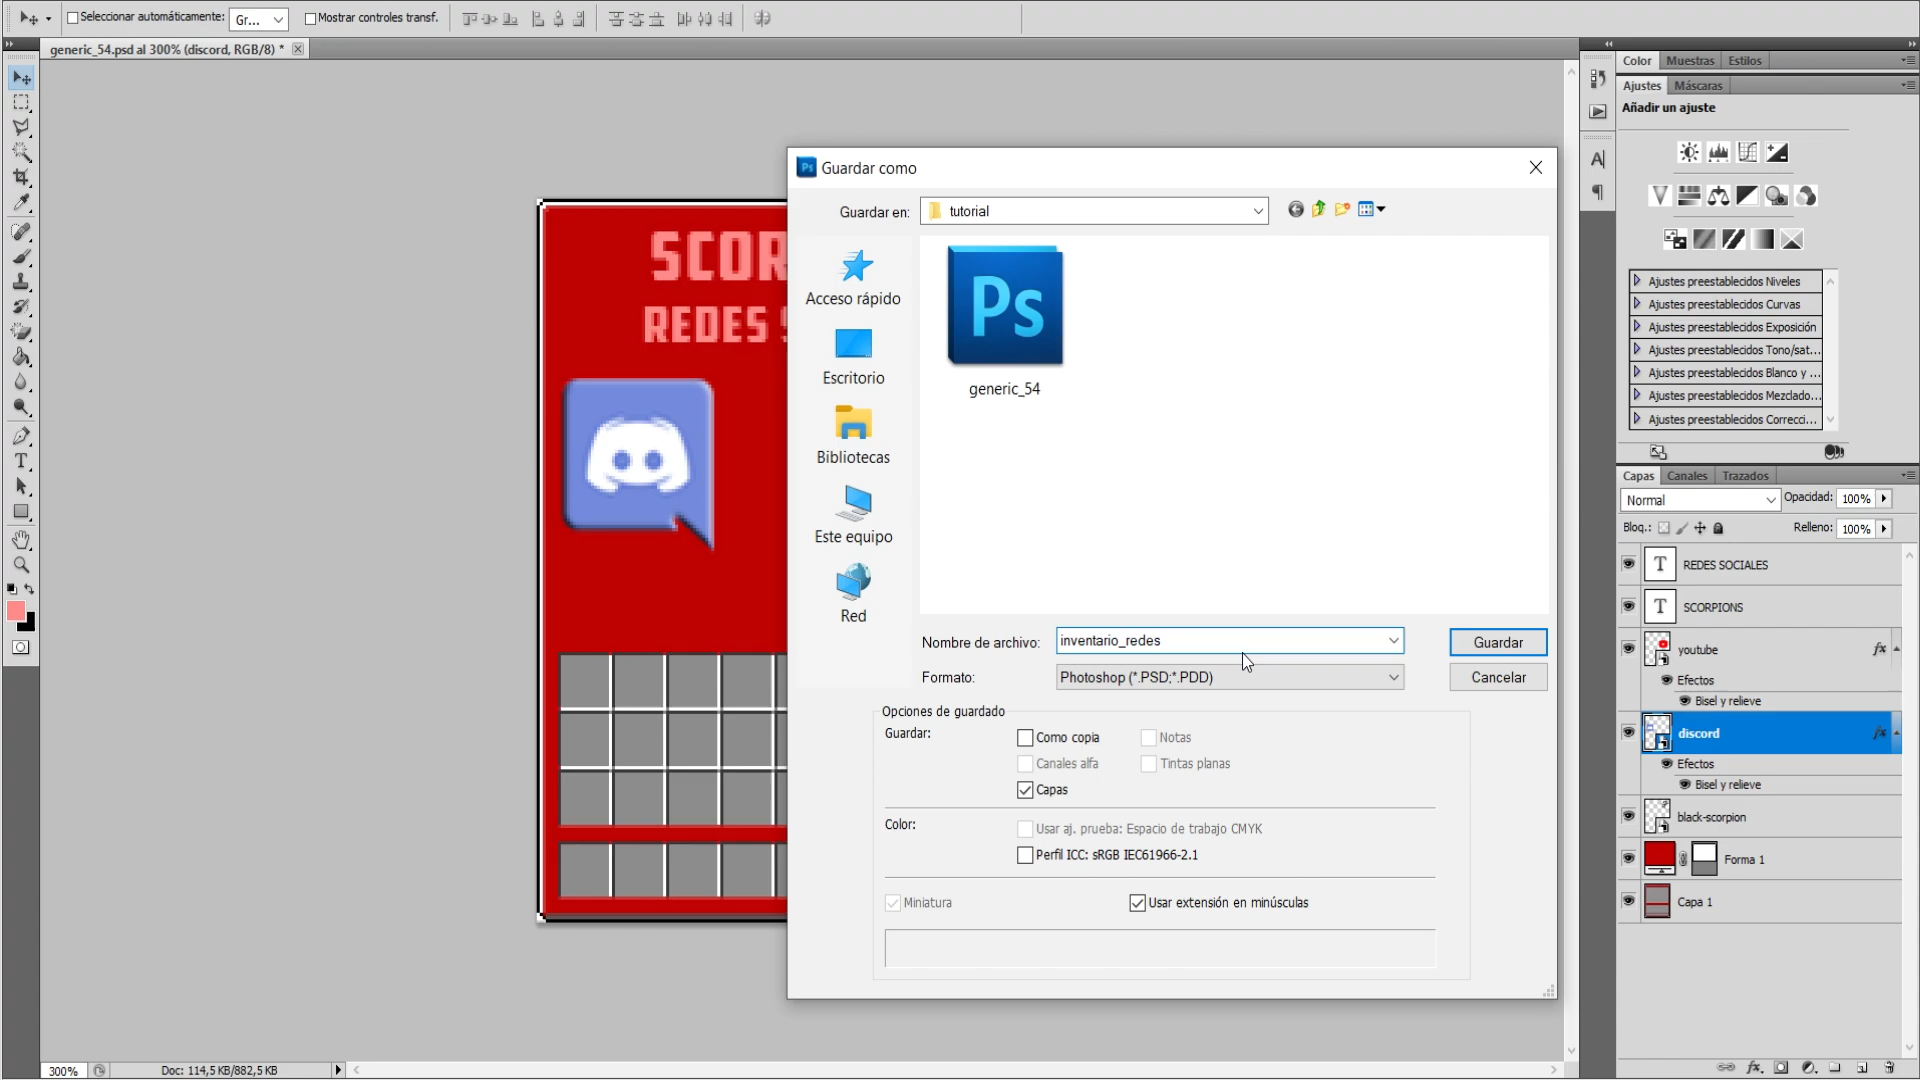 Seleccionar automáticamente: Gr... Mostrar controles transf.
generic_54.psd al 300% (discord, RGB/8) *
SCOR
REDES
Guardar como
Guardar en: tutorial
Acceso rápido
Escritorio
Bibliotecas
Este equipo
Red
Ps
generic_54
Nombre de archivo: inventario_redes Guardar
Formato: Photoshop (*.PSD;*.PDD) Cancelar
Opciones de guardado
Guardar: Como copia Notas
Canales alfa Tintas planas
Capas
Color: Usar aj. prueba: Espacio de trabajo CMYK
Perfil ICC: sRGB IEC61966-2.1
Miniatura Usar extensión en minúsculas
Color Muestras Estilos
Ajustes Máscaras
Añadir un ajuste
Ajustes preestablecidos Niveles
Ajustes preestablecidos Curvas
Ajustes preestablecidos Exposición
Ajustes preestablecidos Tono/sat...
Ajustes preestablecidos Blanco y ...
Ajustes preestablecidos Mezclado...
Ajustes preestablecidos Correcci...
Capas Canales Trazados
Normal Opacidad: 100%
Bloq.: Relleno: 100%
T REDES SOCIALES
T SCORPIONS
youtube fx
Efectos
Bisel y relieve
discord fx
Efectos
Bisel y relieve
black-scorpion
Forma 1
Capa 1
300% Doc: 114,5 KB/882,5 KB